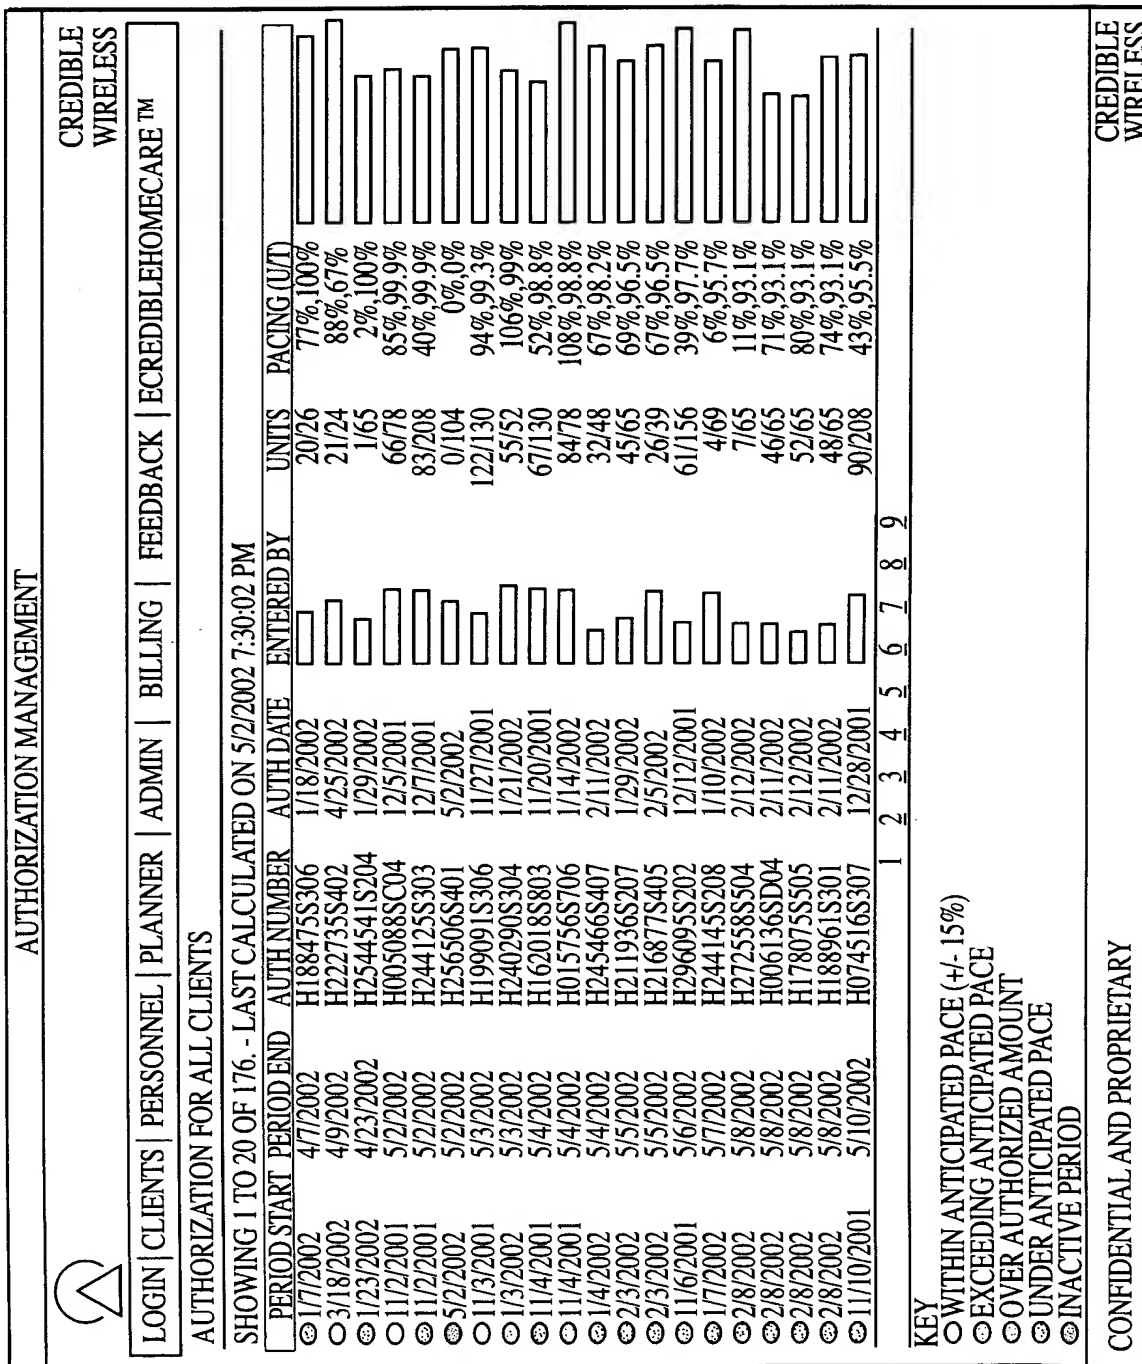 AUTHORIZATION MANAGEMENT
CREDIBLE
WIRELESS
LOGIN | CLIENTS | PERSONNEL | PLANNER | ADMIN | BILLING | FEEDBACK | ECREDIBLEHOMECARE ™
AUTHORIZATION FOR ALL CLIENTS
SHOWING 1 TO 20 OF 176. - LAST CALCULATED ON 5/2/2002 7:30:02 PM
PERIOD START PERIOD END AUTH NUMBER AUTH DATE ENTERED BY UNITS PACING (U/T)
1/7/2002 4/7/2002 H188475S306 1/18/2002 20/26 77%,100%
3/18/2002 4/9/2002 H222735S402 4/25/2002 21/24 88%,67%
1/23/2002 4/23/2002 H2544541S204 1/29/2002 1/65 2%,100%
11/2/2001 5/2/2002 H005088SC04 12/5/2001 66/78 85%,99.9%
11/2/2001 5/2/2002 H244125S303 12/7/2001 83/208 40%,99.9%
5/2/2002 5/2/2002 H256506S401 5/2/2002 0/104 0%,0%
11/3/2001 5/3/2002 H199091S306 11/27/2001 122/130 94%,99.3%
1/3/2002 5/3/2002 H240290S304 1/21/2002 55/52 106%,99%
11/4/2001 5/4/2002 H162018S803 11/20/2001 67/130 52%,98.8%
11/4/2001 5/4/2002 H015756S706 1/14/2002 84/78 108%,98.8%
1/4/2002 5/4/2002 H245466S407 2/11/2002 32/48 67%,98.2%
2/3/2002 5/5/2002 H211936S207 1/29/2002 45/65 69%,96.5%
2/3/2002 5/5/2002 H216877S405 2/5/2002 26/39 67%,96.5%
11/6/2001 5/6/2002 H296095S202 12/12/2001 61/156 39%,97.7%
1/7/2002 5/7/2002 H244145S208 1/10/2002 4/69 6%,95.7%
2/8/2002 5/8/2002 H272558S504 2/12/2002 7/65 11%,93.1%
2/8/2002 5/8/2002 H006136SD04 2/11/2002 46/65 71%,93.1%
2/8/2002 5/8/2002 H178075S505 2/12/2002 52/65 80%,93.1%
2/8/2002 5/8/2002 H188961S301 2/11/2002 48/65 74%,93.1%
11/10/2001 5/10/2002 H074516S307 12/28/2001 90/208 43%,95.5%
1 2 3 4 5 6 7 8 9
KEY
WITHIN ANTICIPATED PACE (+/- 15%)
EXCEEDING ANTICIPATED PACE
OVER AUTHORIZED AMOUNT
UNDER ANTICIPATED PACE
INACTIVE PERIOD
CONFIDENTIAL AND PROPRIETARY
CREDIBLE
WIRELESS